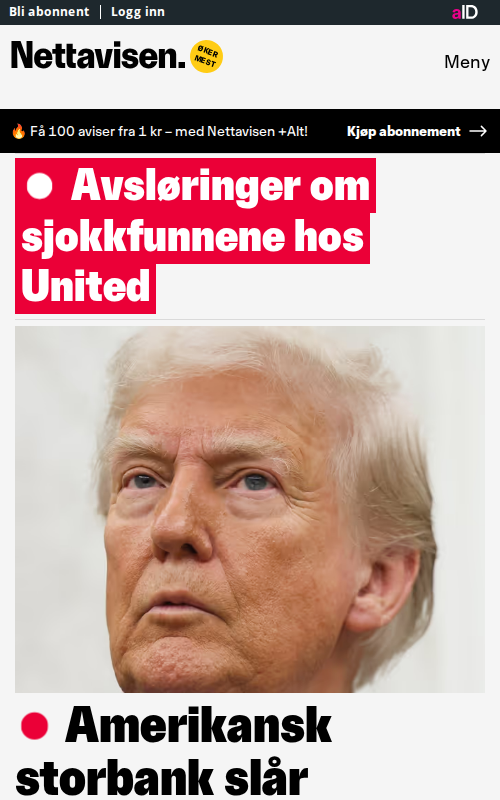 Bli abonnent | Logg inn
aID
Nettavisen.
ØKER
MEST
Meny
🔥 Få 100 aviser fra 1 kr – med Nettavisen +Alt!
Kjøp abonnement →
Avsløringer om
sjokkfunnene hos
United
Amerikansk
storbank slår